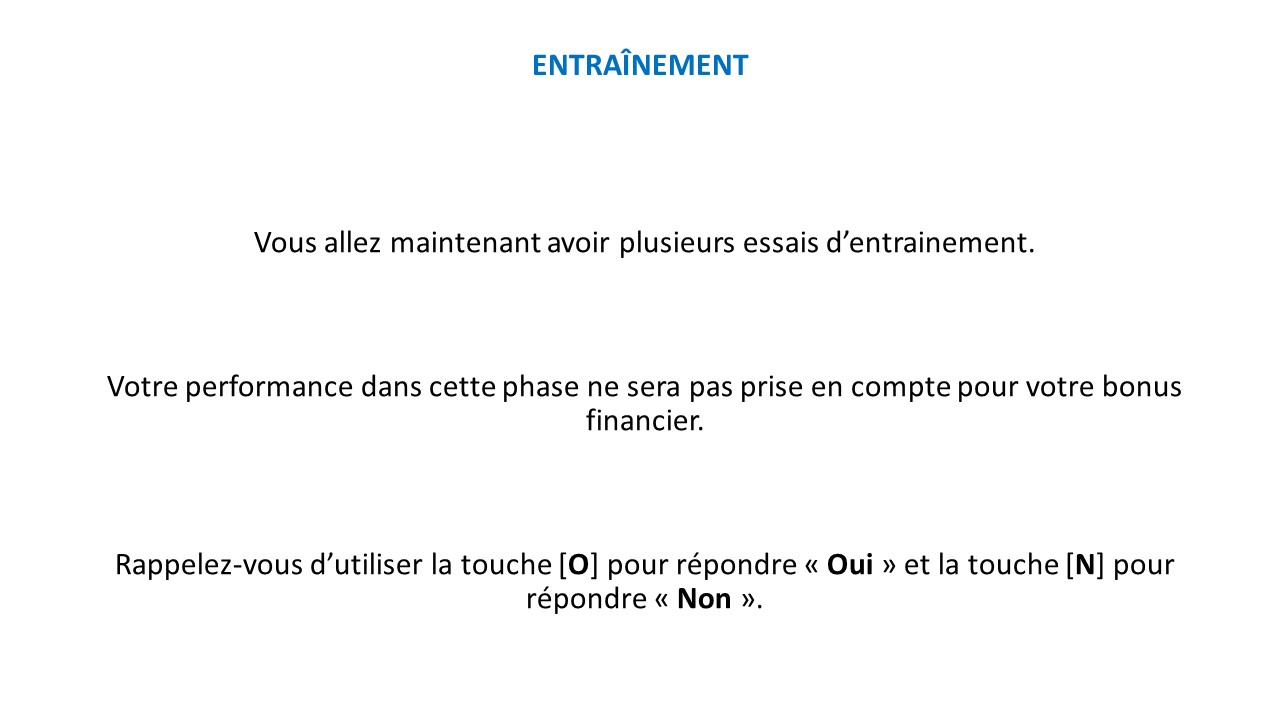 ENTRAÎNEMENT
Vous allez maintenant avoir plusieurs essais d’entrainement.
Votre performance dans cette phase ne sera pas prise en compte pour votre bonus
financier.
Rappelez-vous d’utiliser la touche [O] pour répondre « Oui » et la touche [N] pour
répondre « Non ».